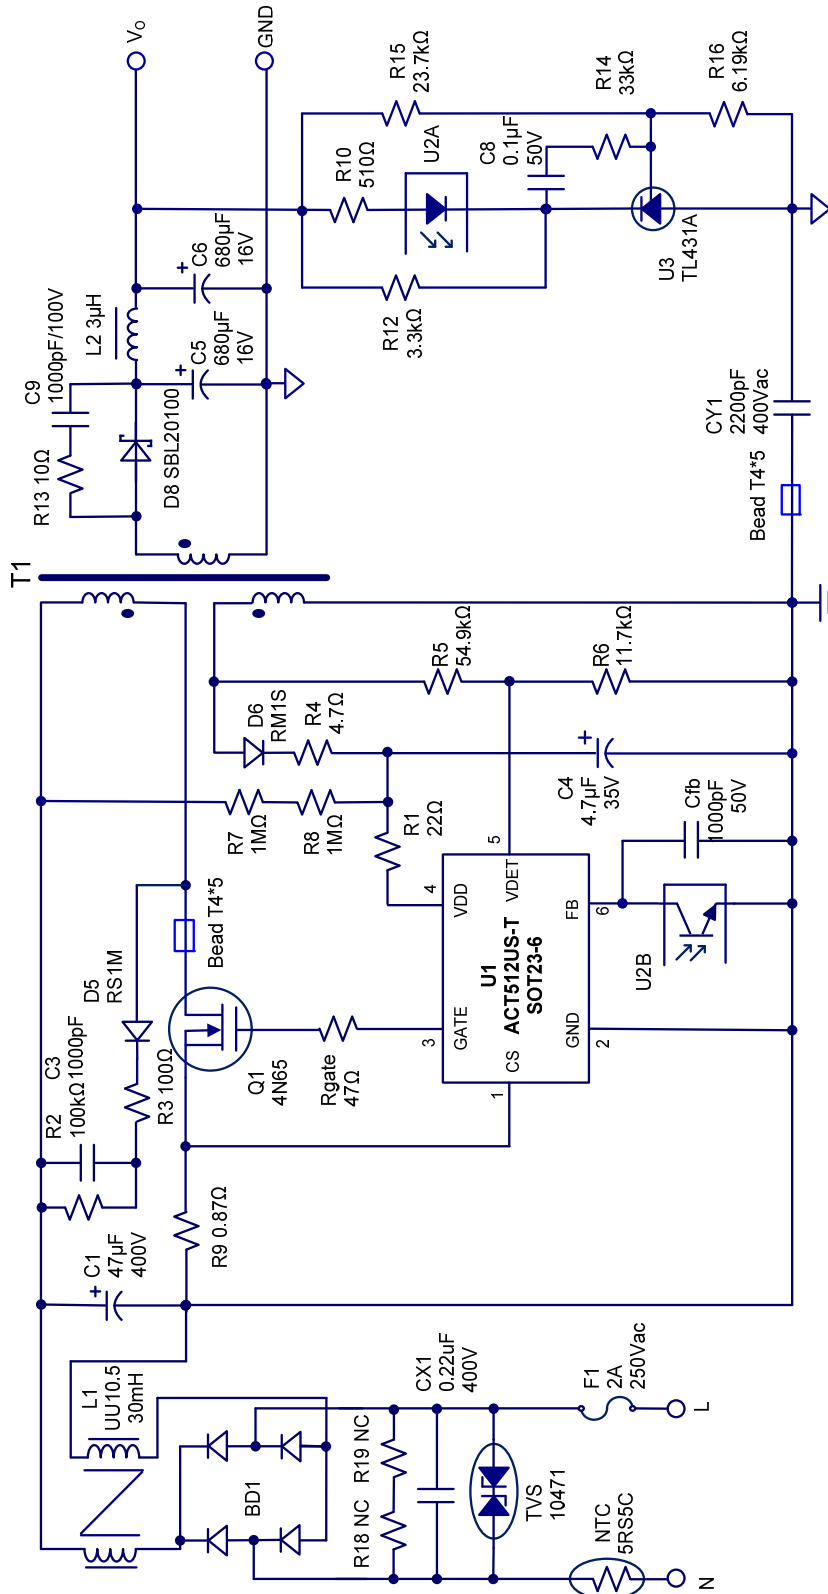 L
N
F1
2A
250Vac
NTC
5RS5C
TVS
10471
CX1
0.22uF
400V
R19 NC
R18 NC
BD1
L1
UU10.5
30mH
C1
47μF
400V
R9 0.87Ω
R2
100kΩ
C3
1000pF
R3 100Ω
D5
RS1M
Q1
4N65
Rgate
47Ω
Bead T4*5
R7
1MΩ
R8
1MΩ
D6
RM1S
R4
4.7Ω
R1
22Ω
U1
ACT512US-T
SOT23-6
1
CS
2
GND
3
GATE
4
VDD
5
VDET
6
FB
U2B
Cfb
1000pF
50V
C4
4.7μF
35V
R5
54.9kΩ
R6
11.7kΩ
T1
R13 10Ω
C9
1000pF/100V
D8 SBL20100
L2 3μH
C5
680μF
16V
C6
680μF
16V
Bead T4*5
CY1
2200pF
400Vac
R12
3.3kΩ
R10
510Ω
U2A
R15
23.7kΩ
C8
0.1μF
50V
R14
33kΩ
U3
TL431A
R16
6.19kΩ
VO
GND